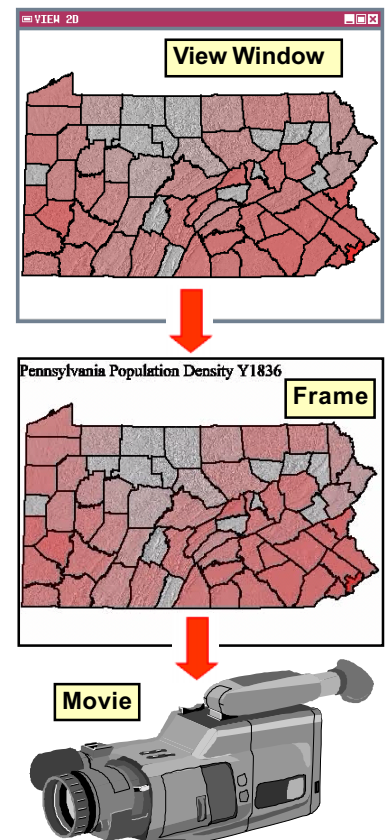 VIEW 2D
View Window
Pennsylvania Population Density Y1836
Frame
Movie